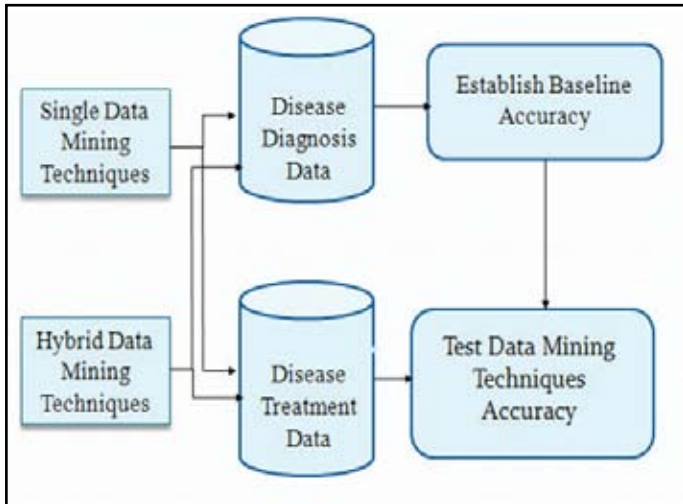 Single Data
Mining
Techniques
Disease
Diagnosis
Data
Establish Baseline
Accuracy
Hybrid Data
Mining
Techniques
Disease
Treatment
Data
Test Data Mining
Techniques
Accuracy